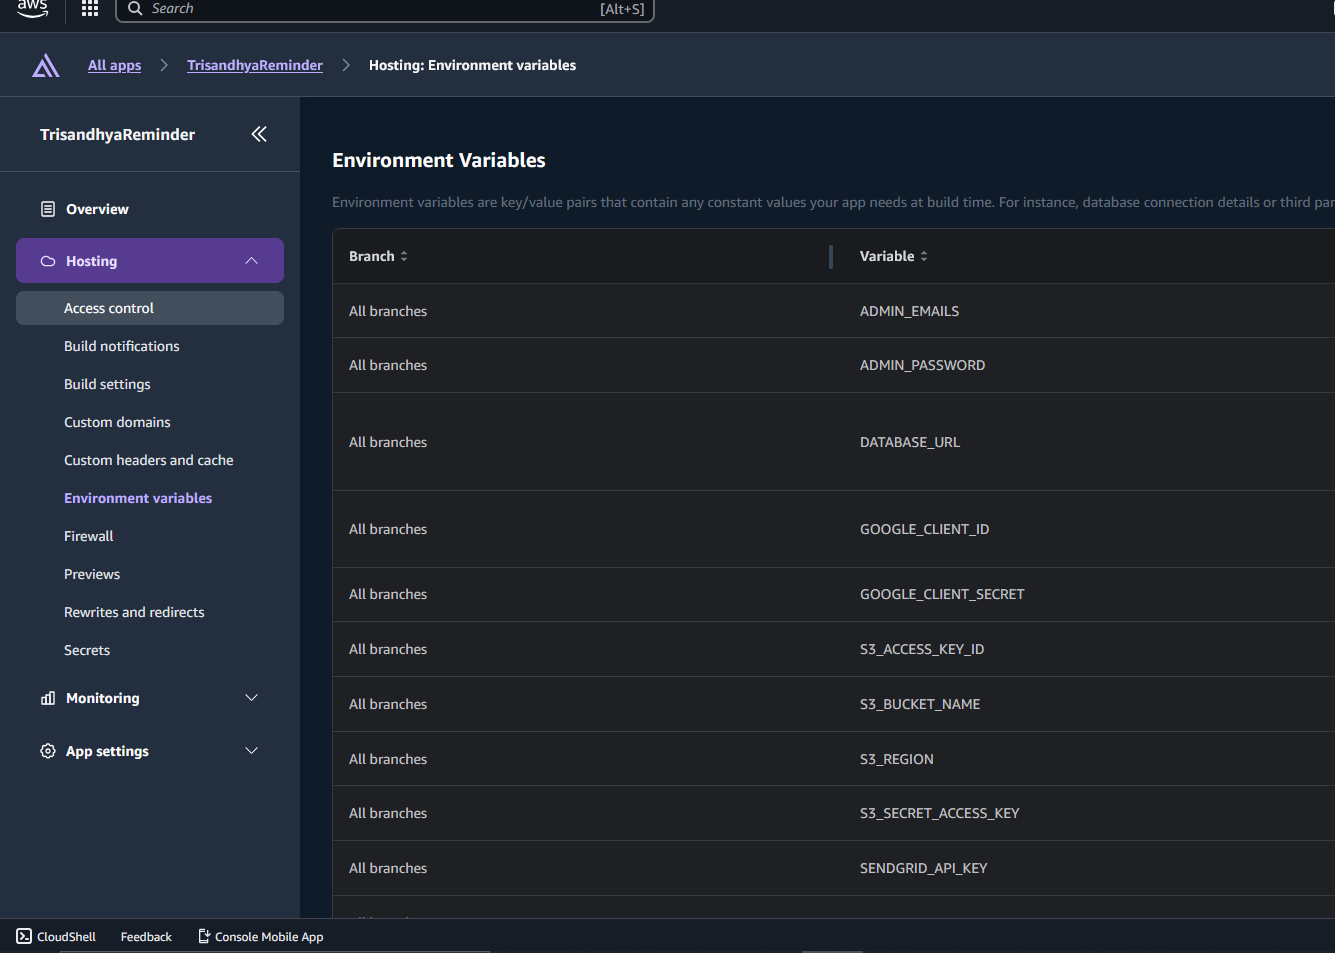 aws
Search [Alt+S]
All apps TrisandhyaReminder Hosting: Environment variables
TrisandhyaReminder
Overview
Hosting
Access control
Build notifications
Build settings
Custom domains
Custom headers and cache
Environment variables
Firewall
Previews
Rewrites and redirects
Secrets
Monitoring
App settings
Environment Variables
Environment variables are key/value pairs that contain any constant values your app needs at build time. For instance, database connection details or third
Branch Variable
All branches ADMIN_EMAILS
All branches ADMIN_PASSWORD
All branches DATABASE_URL
All branches GOOGLE_CLIENT_ID
All branches GOOGLE_CLIENT_SECRET
All branches S3_ACCESS_KEY_ID
All branches S3_BUCKET_NAME
All branches S3_REGION
All branches S3_SECRET_ACCESS_KEY
All branches SENDGRID_API_KEY
CloudShell Feedback Console Mobile App